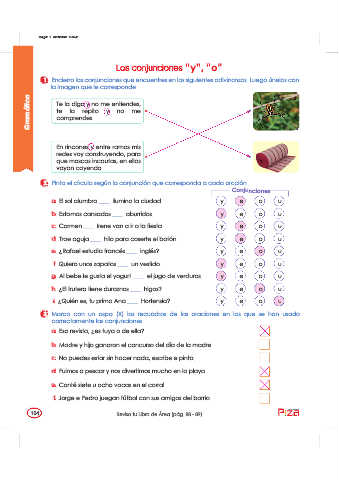 Las conjunciones "y", "o"
1 Encierra las conjunciones que encuentres en las siguientes adivinanzas. Luego únelas con
la imagen que le corresponde.
Gramática
Te la digo y no me entiendes,
te la repito y no me
comprendes.
En rincones y entre ramas mis
redes voy construyendo, para
que moscas incautas, en ellas
vayan cayendo.
2 Pinta el círculo según la conjunción que corresponda a cada oración.
Conjunciones
a. El sol alumbra ___ ilumina la ciudad. y e o u
b. Estamos cansados ___ aburridos. y e o u
c. Carmen ___ Irene van a ir a la fiesta. y e o u
d. Trae aguja ___ hilo para coserte el botón. y e o u
e. ¿Rafael estudia francés ___ inglés? y e o u
f. Quiero unos zapatos ___ un vestido. y e o u
g. Al bebe le gusta el yogurt ___ el jugo de verduras. y e o u
h. ¿El frutero tiene duraznos ___ higos? y e o u
i. ¿Quién es, tu prima Ana ___ Hortensia? y e o u
3 Marca con un aspa (X) los recuadros de las oraciones en las que se han usado
correctamente las conjunciones.
a. Esa revista, ¿es tuya o de ella?
b. Madre y hija ganaron el concurso del día de la madre.
c. No puedes estar sin hacer nada, escribe o pinta.
d. Fuimos a pescar y nos divertimos mucho en la playa.
e. Conté siete u ocho vacas en el corral.
f. Jorge e Pedro juegan fútbol con sus amigos del barrio.
164
Revisa tu Libro de Área (pág. 88 - 89)